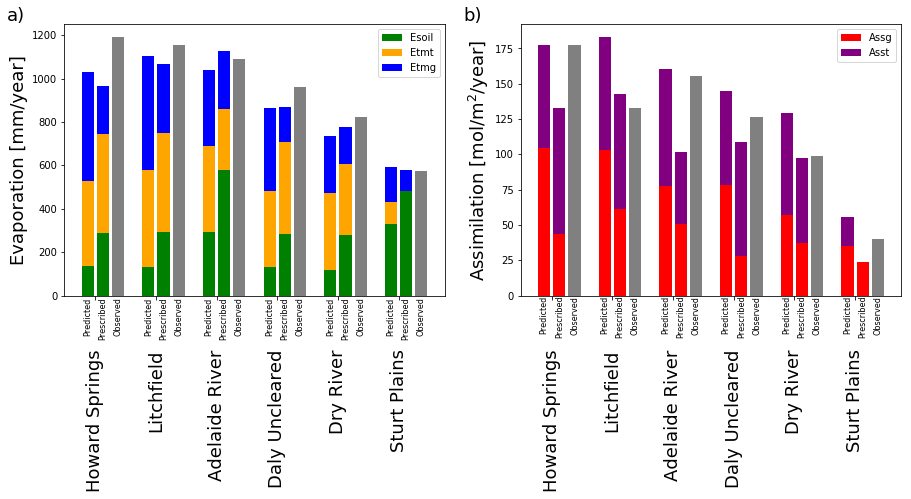 a)
Evaporation [mm/year]
1200
1000
800
600
400
200
0
Esoil
Etmt
Etmg
Predicted
Prescribed
Observed
Predicted
Prescribed
Observed
Predicted
Prescribed
Observed
Predicted
Prescribed
Observed
Predicted
Prescribed
Observed
Predicted
Prescribed
Observed
Howard Springs
Litchfield
Adelaide River
Daly Uncleared
Dry River
Sturt Plains
b)
Assimilation [mol/m²/year]
175
150
125
100
75
50
25
0
Assg
Asst
Predicted
Prescribed
Observed
Predicted
Prescribed
Observed
Predicted
Prescribed
Observed
Predicted
Prescribed
Observed
Predicted
Prescribed
Observed
Predicted
Prescribed
Observed
Howard Springs
Litchfield
Adelaide River
Daly Uncleared
Dry River
Sturt Plains